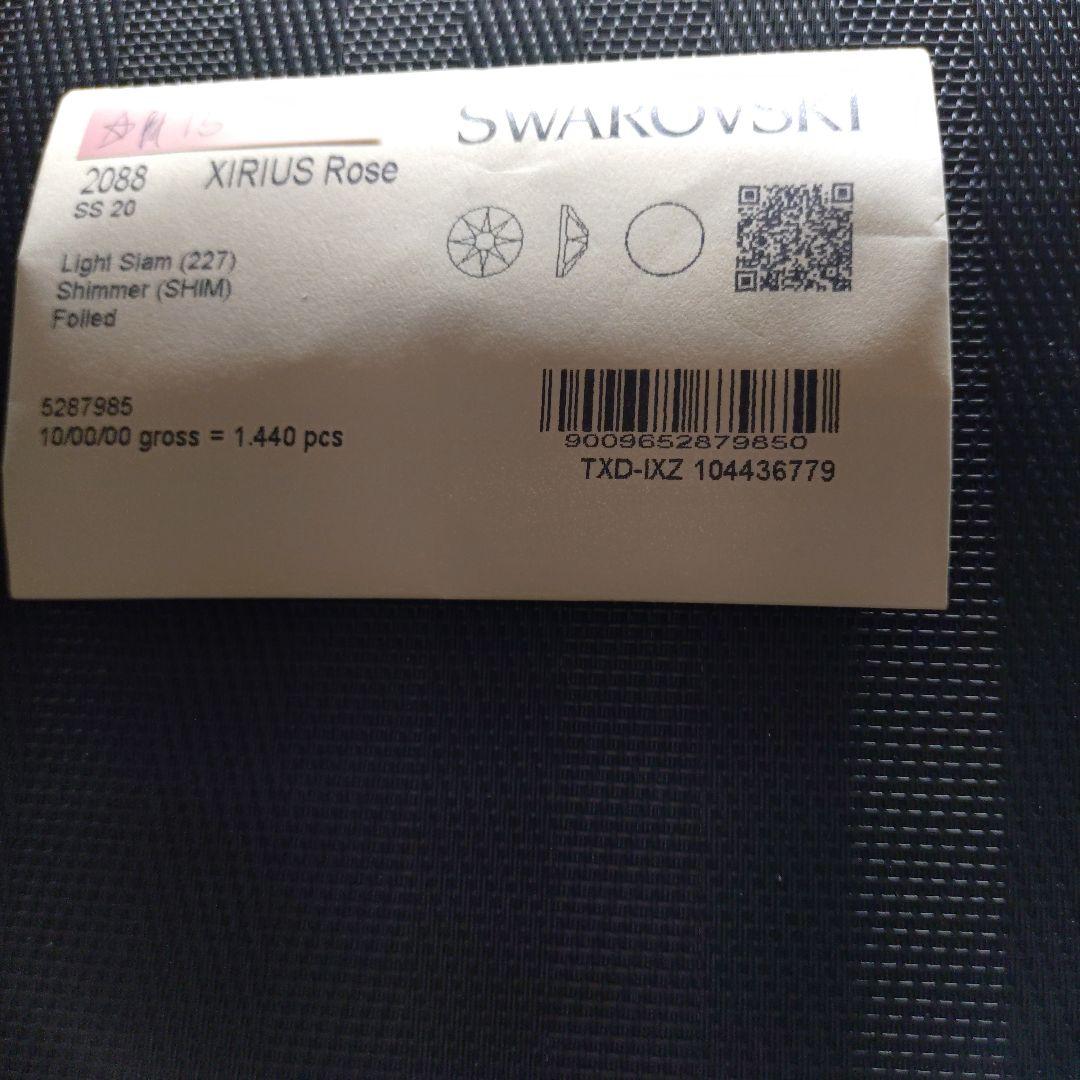 SWAROVSKI
15
2088 XIRIUS Rose
SS 20
Light Siam (227)
Shimmer (SHIM)
Foiled
5287985
10/00/00 gross = 1.440 pcs
9009652879850
TXD-IXZ 104436779